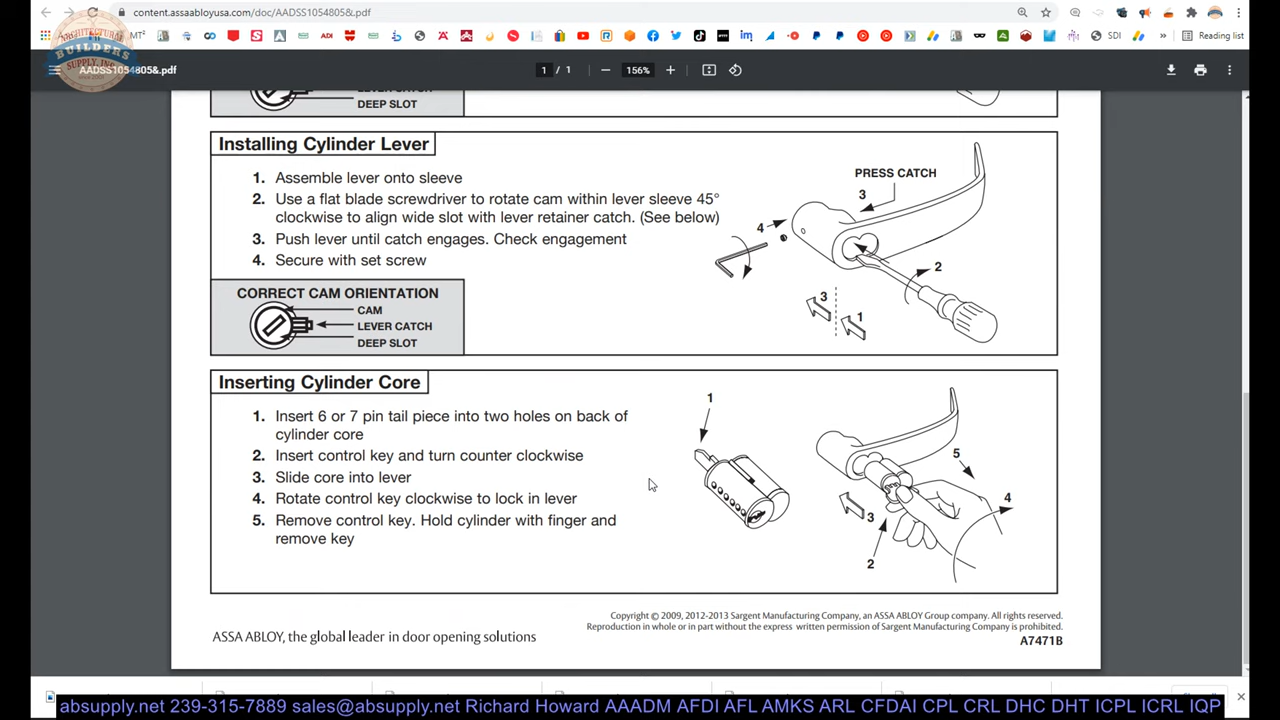 content.assaabloyusa.com/doc/AADSS1054805&.pdf
ADI
SDI
Reading list
ARCHITECTURAL
BUILDERS
SUPPLY, INC.
AADSS1054805&.pdf
1 / 1
156%
DEEP SLOT
Installing Cylinder Lever
1. Assemble lever onto sleeve
2. Use a flat blade screwdriver to rotate cam within lever sleeve 45°
clockwise to align wide slot with lever retainer catch. (See below)
3. Push lever until catch engages. Check engagement
4. Secure with set screw
CORRECT CAM ORIENTATION
CAM
LEVER CATCH
DEEP SLOT
PRESS CATCH
3
4
2
3
1
Inserting Cylinder Core
1. Insert 6 or 7 pin tail piece into two holes on back of
cylinder core
2. Insert control key and turn counter clockwise
3. Slide core into lever
4. Rotate control key clockwise to lock in lever
5. Remove control key. Hold cylinder with finger and
remove key
1
5
4
3
2
Copyright © 2009, 2012-2013 Sargent Manufacturing Company, an ASSA ABLOY Group company. All rights reserved.
Reproduction in whole or in part without the express written permission of Sargent Manufacturing Company is prohibited.
ASSA ABLOY, the global leader in door opening solutions
A7471B
absupply.net 239-315-7889 sales@absupply.net Richard Howard AAADM AFDI AFL AMKS ARL CFDAI CPL CRL DHC DHT ICPL ICRL IQP